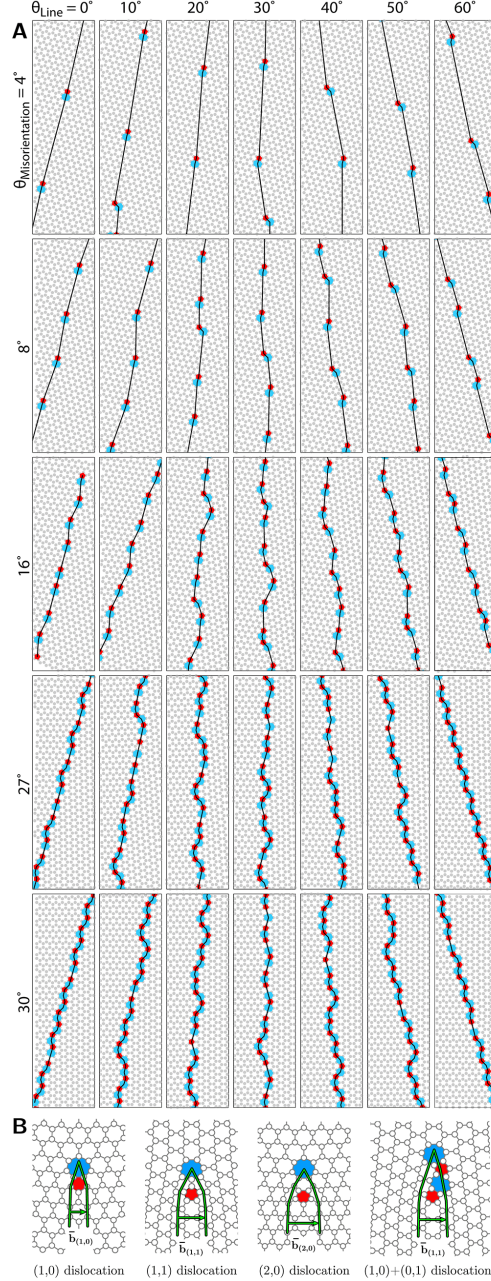 θLine = 0° 10° 20° 30° 40° 50° 60°
A
θMisorientation = 4°
8°
16°
27°
30°
B
b̄(1,0) b̄(1,1) b̄(2,0) b̄(1,1)
(1,0) dislocation (1,1) dislocation (2,0) dislocation (1,0)+(0,1) dislocation